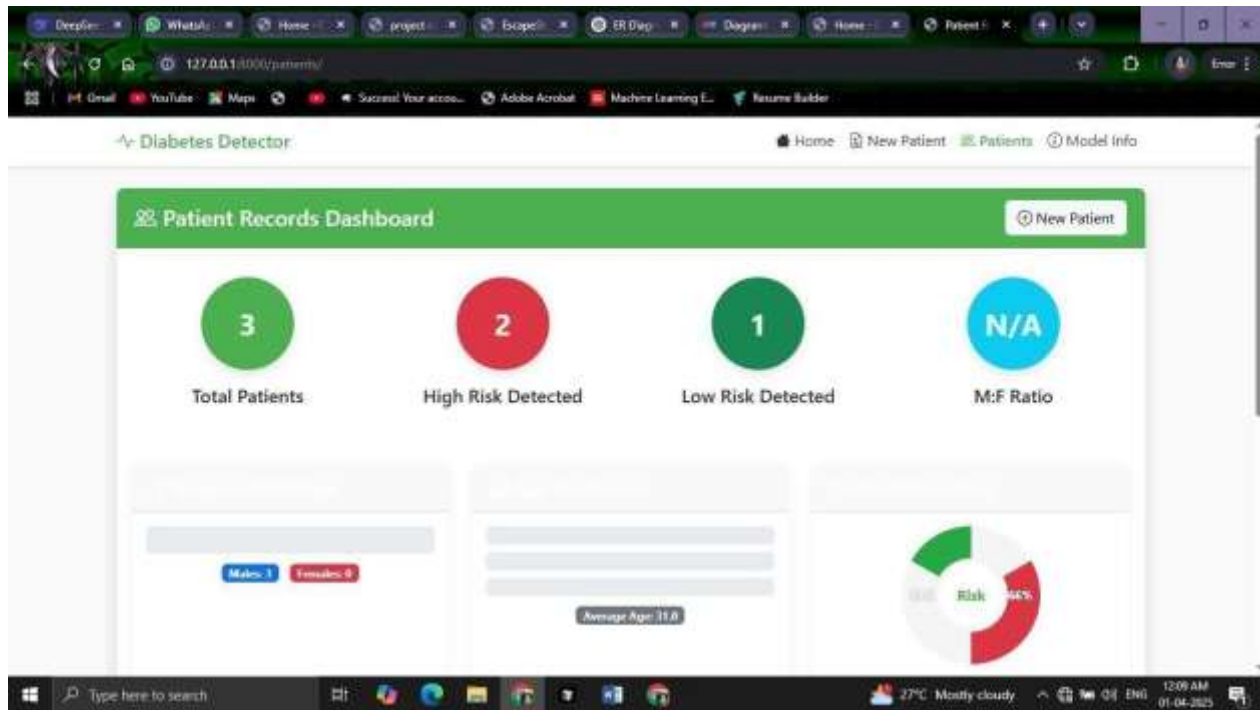 WhatsA
Home
project
Escape
ER Diag
Diagram
Home
Patient
127.0.0.1:8000/patients/
Error
Gmail
YouTube
Maps
Success! Your accou...
Adobe Acrobat
Machine Learning E...
Resume Builder
Diabetes Detector
Home
New Patient
Patients
Model Info
Patient Records Dashboard
New Patient
3
2
1
N/A
Total Patients
High Risk Detected
Low Risk Detected
M:F Ratio
Males: 3
Females: 0
Average Age: 31.0
Risk
66%
Type here to search
27°C Mostly cloudy
ENG
12:09 AM
01-04-2025